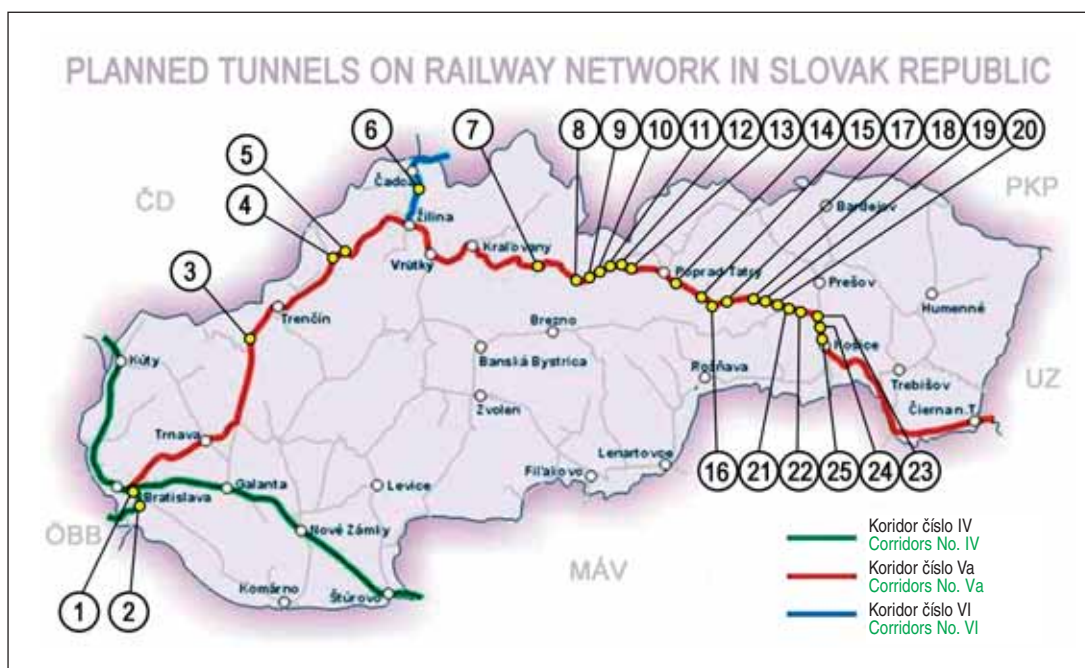 PLANNED TUNNELS ON RAILWAY NETWORK IN SLOVAK REPUBLIC
5
6
7
8
9
10
11
12
13
14
15
17
18
19
20
4
3
ČD
PKP
UZ
ÖBB
MÁV
Čadca
Žilina
Vrútky
Kraľovany
Poprad Tatry
Bardejov
Prešov
Humenné
Trenčín
Brezno
Banská Bystrica
Košice
Kúty
Rožňava
Trebišov
Zvolen
Čierna n.T.
Trnava
Lenartovce
Fiľakovo
Bratislava
Galanta
Levice
Nové Zámky
Komárno
Štúrovo
16
21
22
25
24
23
1
2
Koridor číslo IV
Corridors No. IV
Koridor číslo Va
Corridors No. Va
Koridor číslo VI
Corridors No. VI